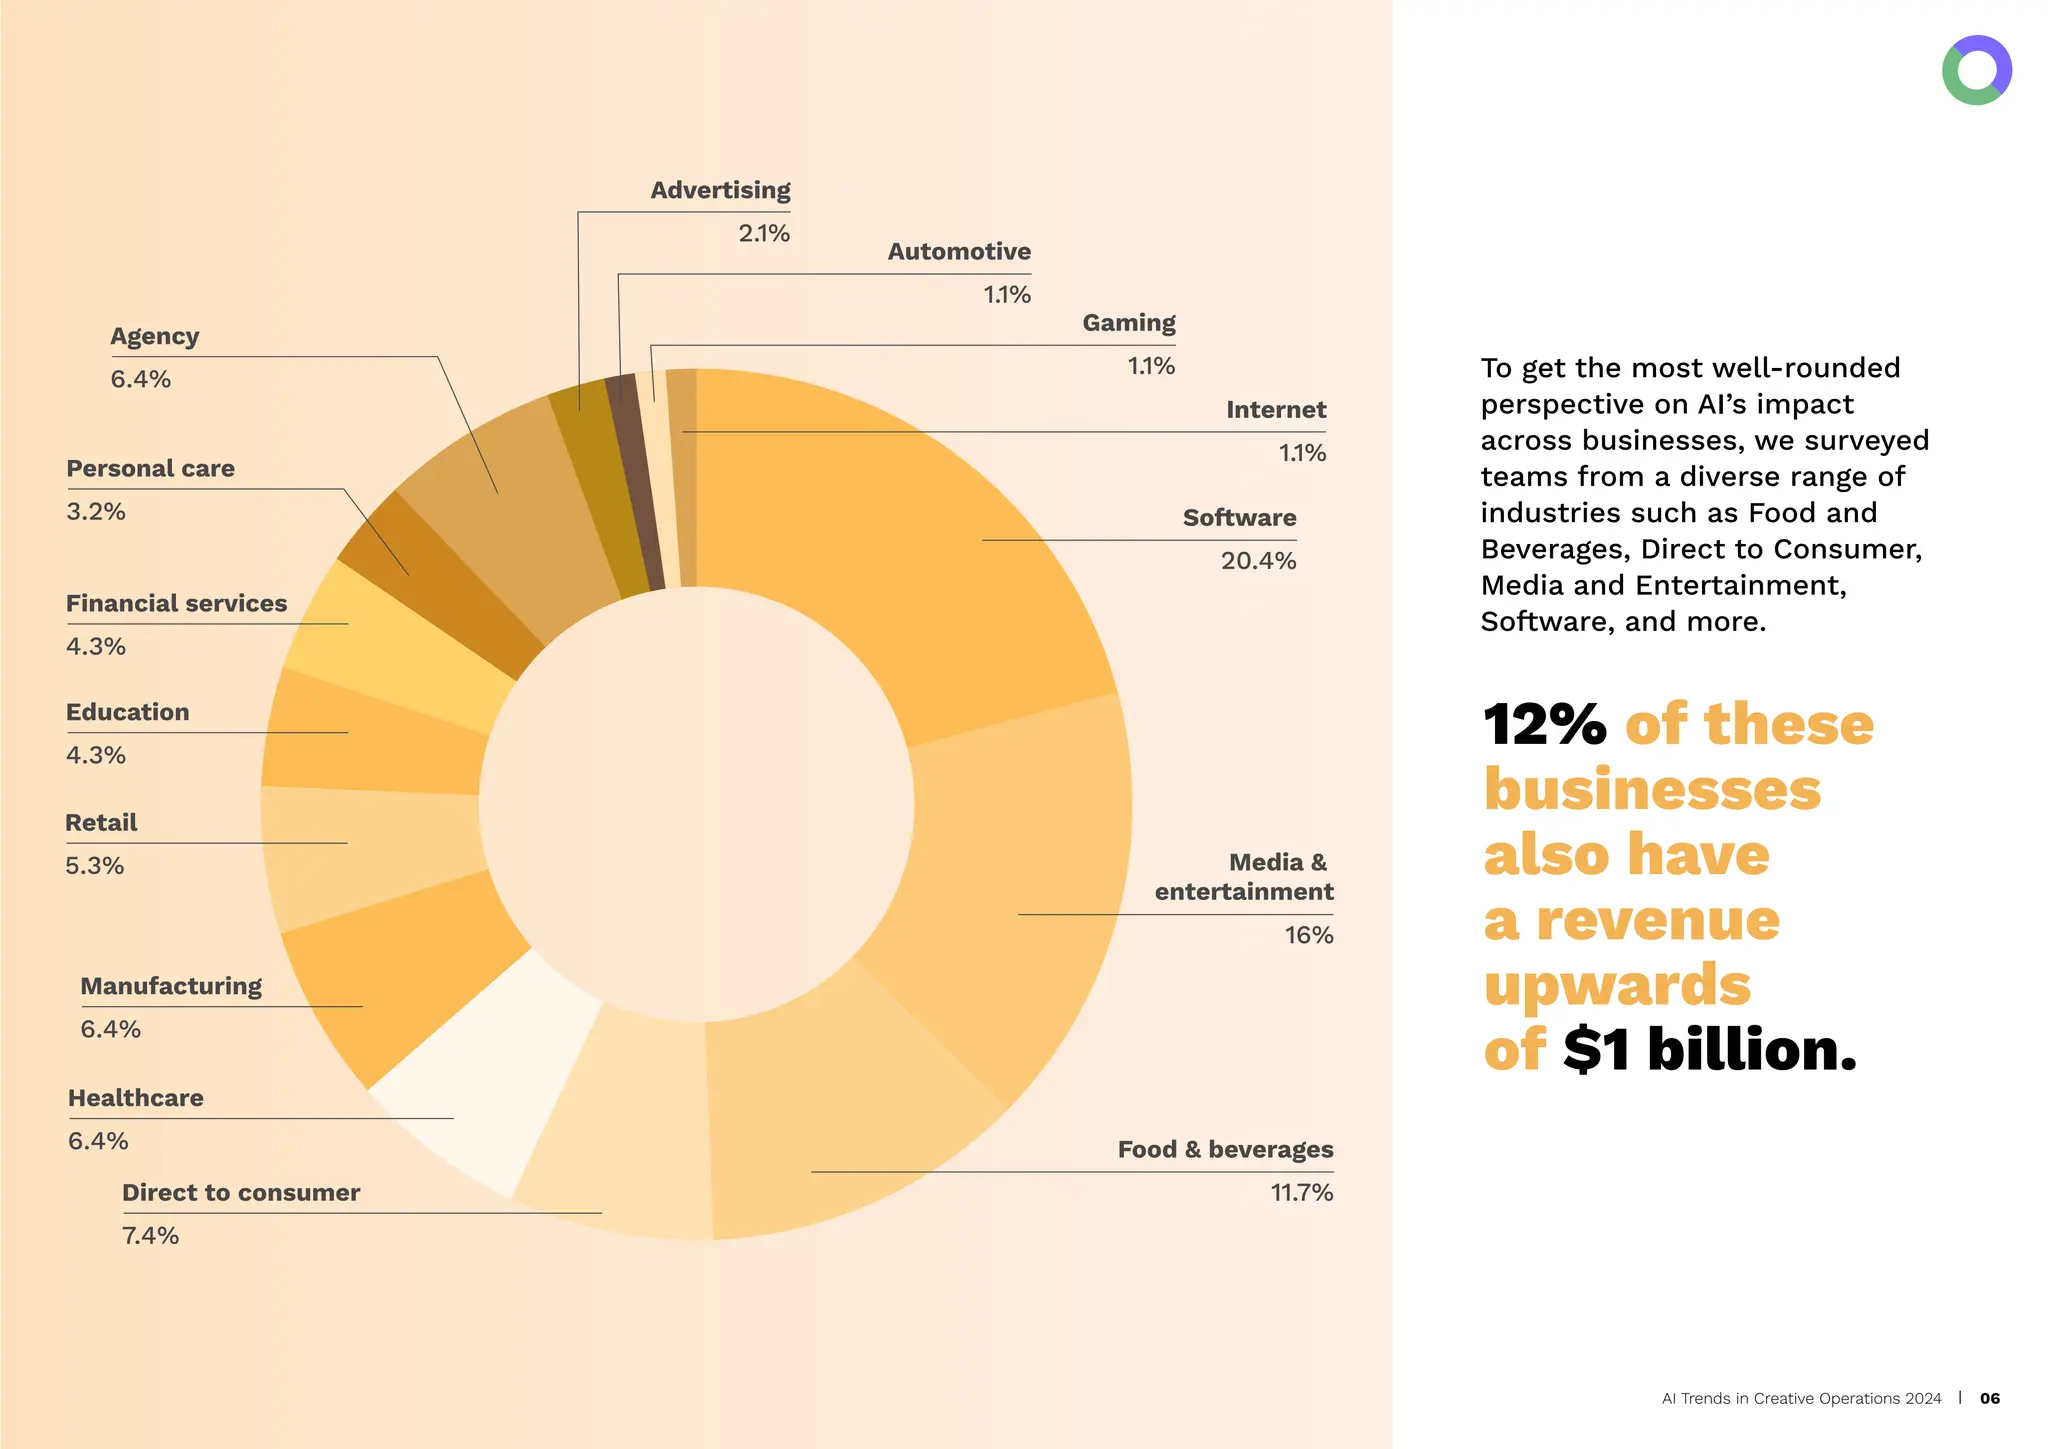 Advertising
2.1%
Automotive
1.1%
Gaming
1.1%
Internet
1.1%
Software
20.4%
Media &
entertainment
16%
Food & beverages
11.7%
Agency
6.4%
Personal care
3.2%
Financial services
4.3%
Education
4.3%
Retail
5.3%
Manufacturing
6.4%
Healthcare
6.4%
Direct to consumer
7.4%
To get the most well-rounded
perspective on AI’s impact
across businesses, we surveyed
teams from a diverse range of
industries such as Food and
Beverages, Direct to Consumer,
Media and Entertainment,
Software, and more.
12% of these
businesses
also have
a revenue
upwards
of $1 billion.
AI Trends in Creative Operations 2024 | 06